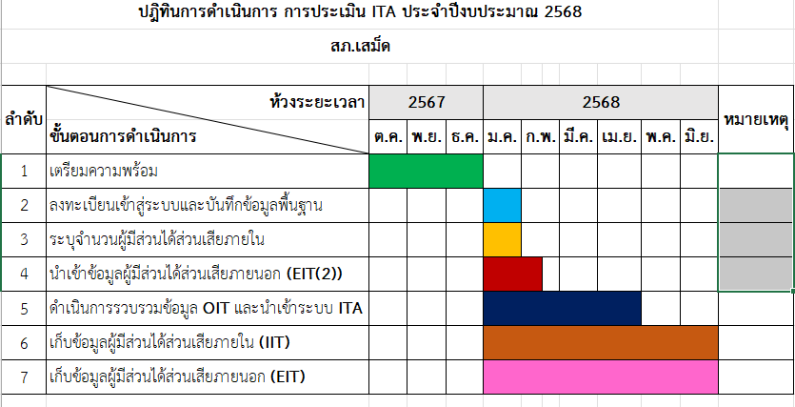 ปฏิทินการดำเนินการ การประเมิน ITA ประจำปีงบประมาณ 2568
สภ.เสม็ด
ลำดับ ห้วงระยะเวลา 2567 2568 หมายเหตุ
ขั้นตอนการดำเนินการ ต.ค. พ.ย. ธ.ค. ม.ค. ก.พ. มี.ค. เม.ย. พ.ค. มิ.ย.
1 เตรียมความพร้อม
2 ลงทะเบียนเข้าสู่ระบบและบันทึกข้อมูลพื้นฐาน
3 ระบุจำนวนผู้มีส่วนได้ส่วนเสียภายใน
4 นำเข้าข้อมูลผู้มีส่วนได้ส่วนเสียภายนอก (EIT(2))
5 ดำเนินการรวบรวมข้อมูล OIT และนำเข้าระบบ ITA
6 เก็บข้อมูลผู้มีส่วนได้ส่วนเสียภายใน (IIT)
7 เก็บข้อมูลผู้มีส่วนได้ส่วนเสียภายนอก (EIT)